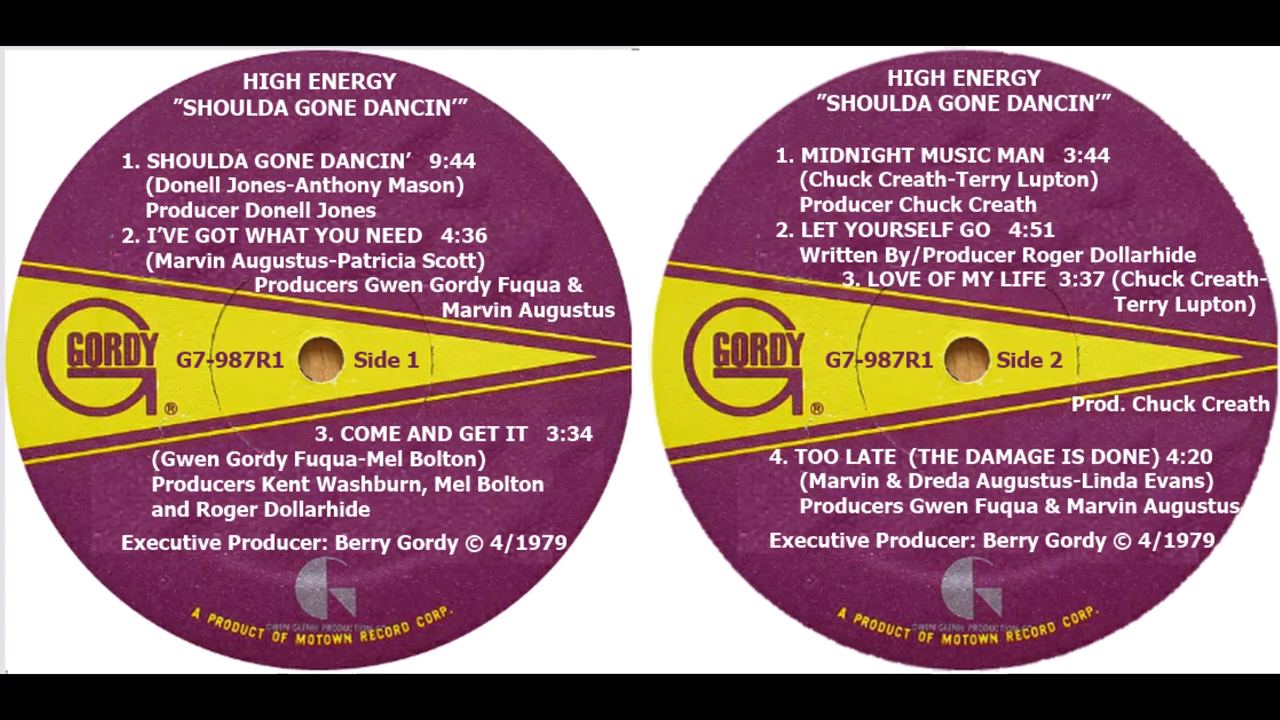 HIGH ENERGY
"SHOULDA GONE DANCIN'"
1. SHOULDA GONE DANCIN' 9:44
(Donell Jones-Anthony Mason)
Producer Donell Jones
2. I'VE GOT WHAT YOU NEED 4:36
(Marvin Augustus-Patricia Scott)
Producers Gwen Gordy Fuqua &
Marvin Augustus
GORDY
®
G7-987R1 Side 1
3. COME AND GET IT 3:34
(Gwen Gordy Fuqua-Mel Bolton)
Producers Kent Washburn, Mel Bolton
and Roger Dollarhide
Executive Producer: Berry Gordy © 4/1979
GWEN GLENN PRODUCTION
A PRODUCT OF MOTOWN RECORD CORP.
HIGH ENERGY
"SHOULDA GONE DANCIN'"
1. MIDNIGHT MUSIC MAN 3:44
(Chuck Creath-Terry Lupton)
Producer Chuck Creath
2. LET YOURSELF GO 4:51
Written By/Producer Roger Dollarhide
3. LOVE OF MY LIFE 3:37 (Chuck Creath-
Terry Lupton)
GORDY
®
G7-987R1 Side 2
Prod. Chuck Creath
4. TOO LATE (THE DAMAGE IS DONE) 4:20
(Marvin & Dreda Augustus-Linda Evans)
Producers Gwen Fuqua & Marvin Augustus
Executive Producer: Berry Gordy © 4/1979
GWEN GLENN PRODUCTION
A PRODUCT OF MOTOWN RECORD CORP.